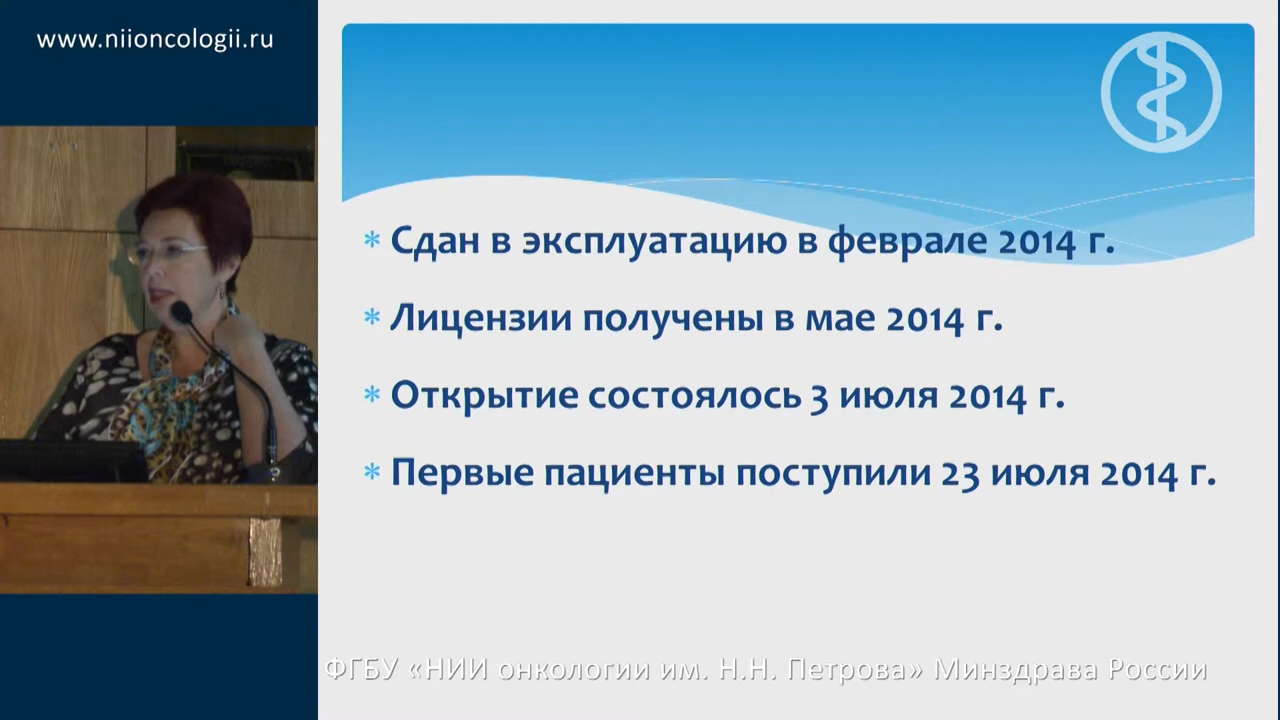 www.niioncologii.ru
* Сдан в эксплуатацию в феврале 2014 г.
* Лицензии получены в мае 2014 г.
* Открытие состоялось 3 июля 2014 г.
* Первые пациенты поступили 23 июля 2014 г.
ФГБУ «НИИ онкологии им. Н.Н. Петрова» Минздрава России